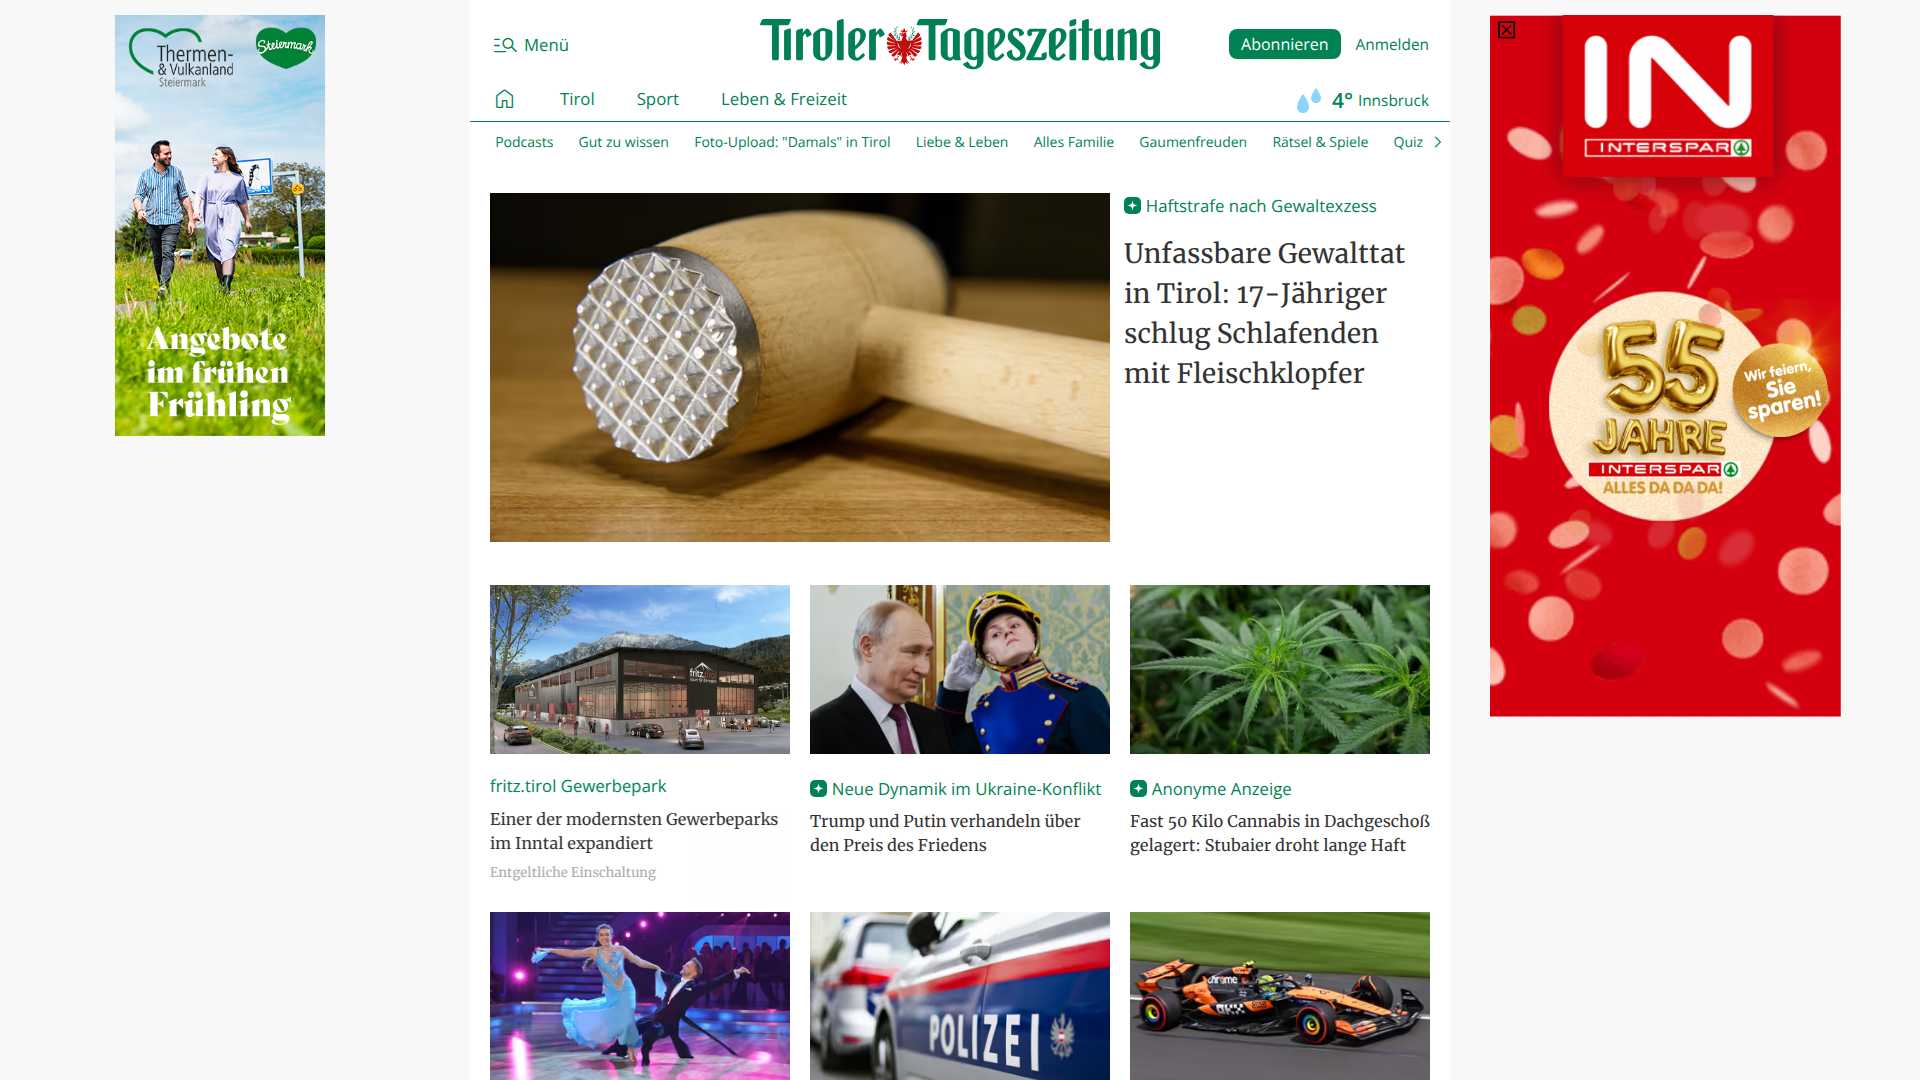 Thermen-
& Vulkanland
Steiermark
Steiermark
Angebote
im frühen
Frühling
Menü
Tiroler Tageszeitung
Abonnieren
Anmelden
Tirol
Sport
Leben & Freizeit
4° Innsbruck
Podcasts
Gut zu wissen
Foto-Upload: "Damals" in Tirol
Liebe & Leben
Alles Familie
Gaumenfreuden
Rätsel & Spiele
Quiz
Haftstrafe nach Gewaltexzess
Unfassbare Gewalttat
in Tirol: 17-Jähriger
schlug Schlafenden
mit Fleischklopfer
fritz.tirol
fritz.tirol Gewerbepark
Einer der modernsten Gewerbeparks
im Inntal expandiert
Entgeltliche Einschaltung
Neue Dynamik im Ukraine-Konflikt
Trump und Putin verhandeln über
den Preis des Friedens
Anonyme Anzeige
Fast 50 Kilo Cannabis in Dachgeschoß
gelagert: Stubaier droht lange Haft
POLIZEI
chrome
OKX
IN
INTERSPAR
55
JAHRE
INTERSPAR
ALLES DA DA DA!
Wir feiern,
Sie
sparen!